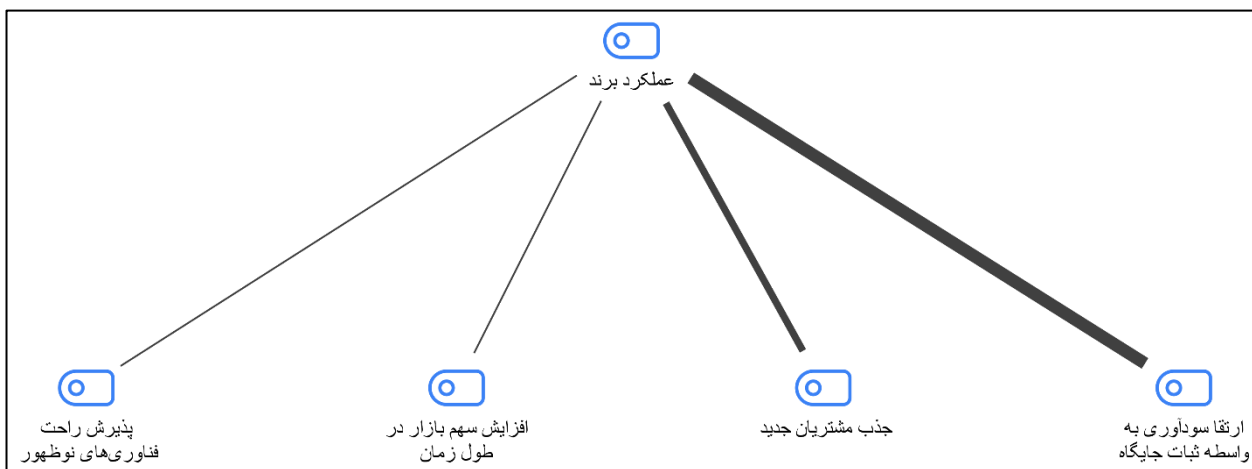 عملکرد برند
ارتقا سودآوری به
واسطه ثبات جایگاه
جذب مشتریان جدید
افزایش سهم بازار در
طول زمان
پذیرش راحت
فناوری‌های نوظهور